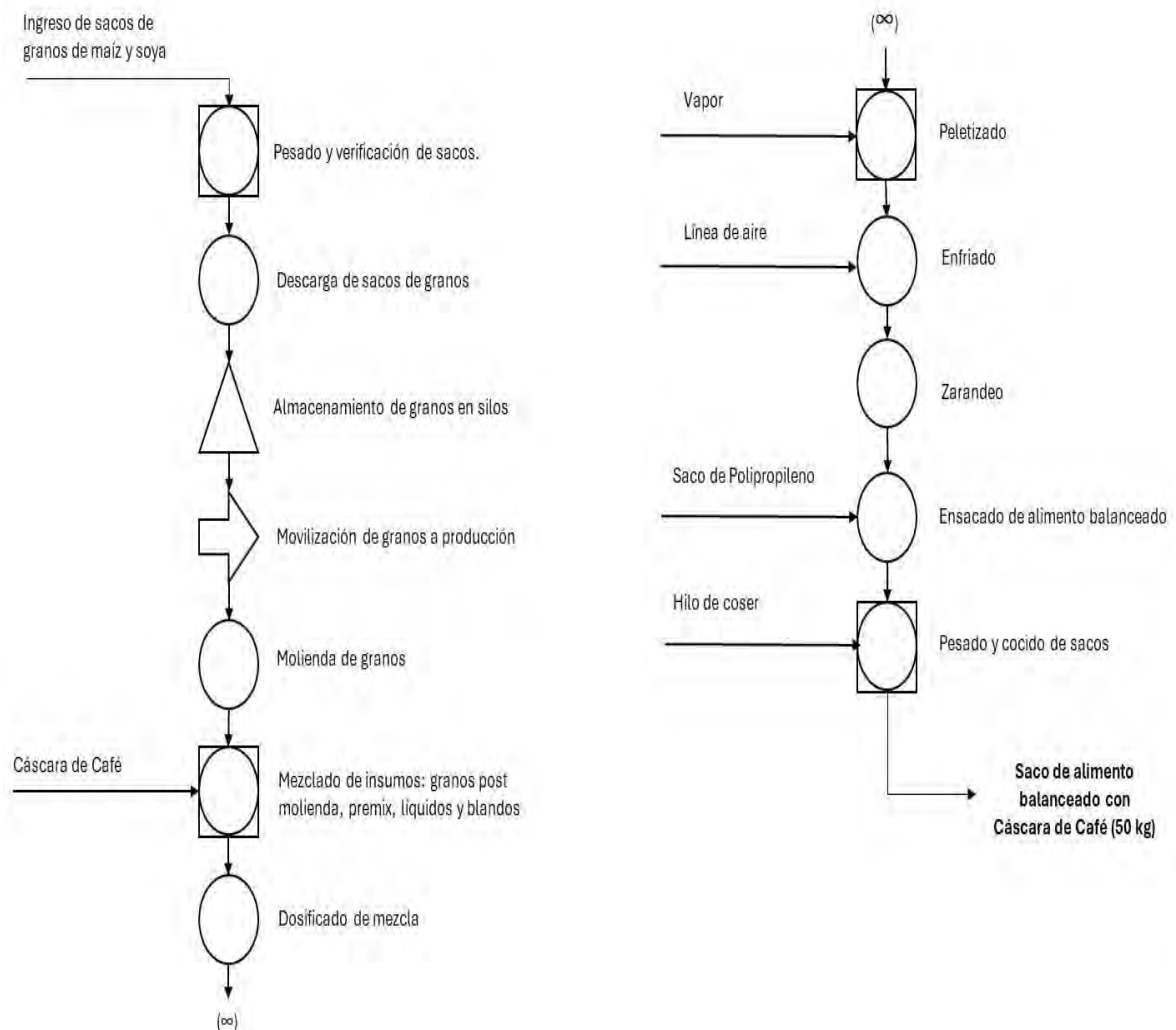 Ingreso de sacos de
granos de maíz y soya
Pesado y verificación de sacos.
Descarga de sacos de granos
Almacenamiento de granos en silos
Movilización de granos a producción
Molienda de granos
Cáscara de Café
Mezclado de insumos: granos post
molienda, premix, líquidos y blandos
Dosificado de mezcla
(∞)
(∞)
Vapor
Peletizado
Línea de aire
Enfriado
Zarandeo
Saco de Polipropileno
Ensacado de alimento balanceado
Hilo de coser
Pesado y cocido de sacos
Saco de alimento
balanceado con
Cáscara de Café (50 kg)